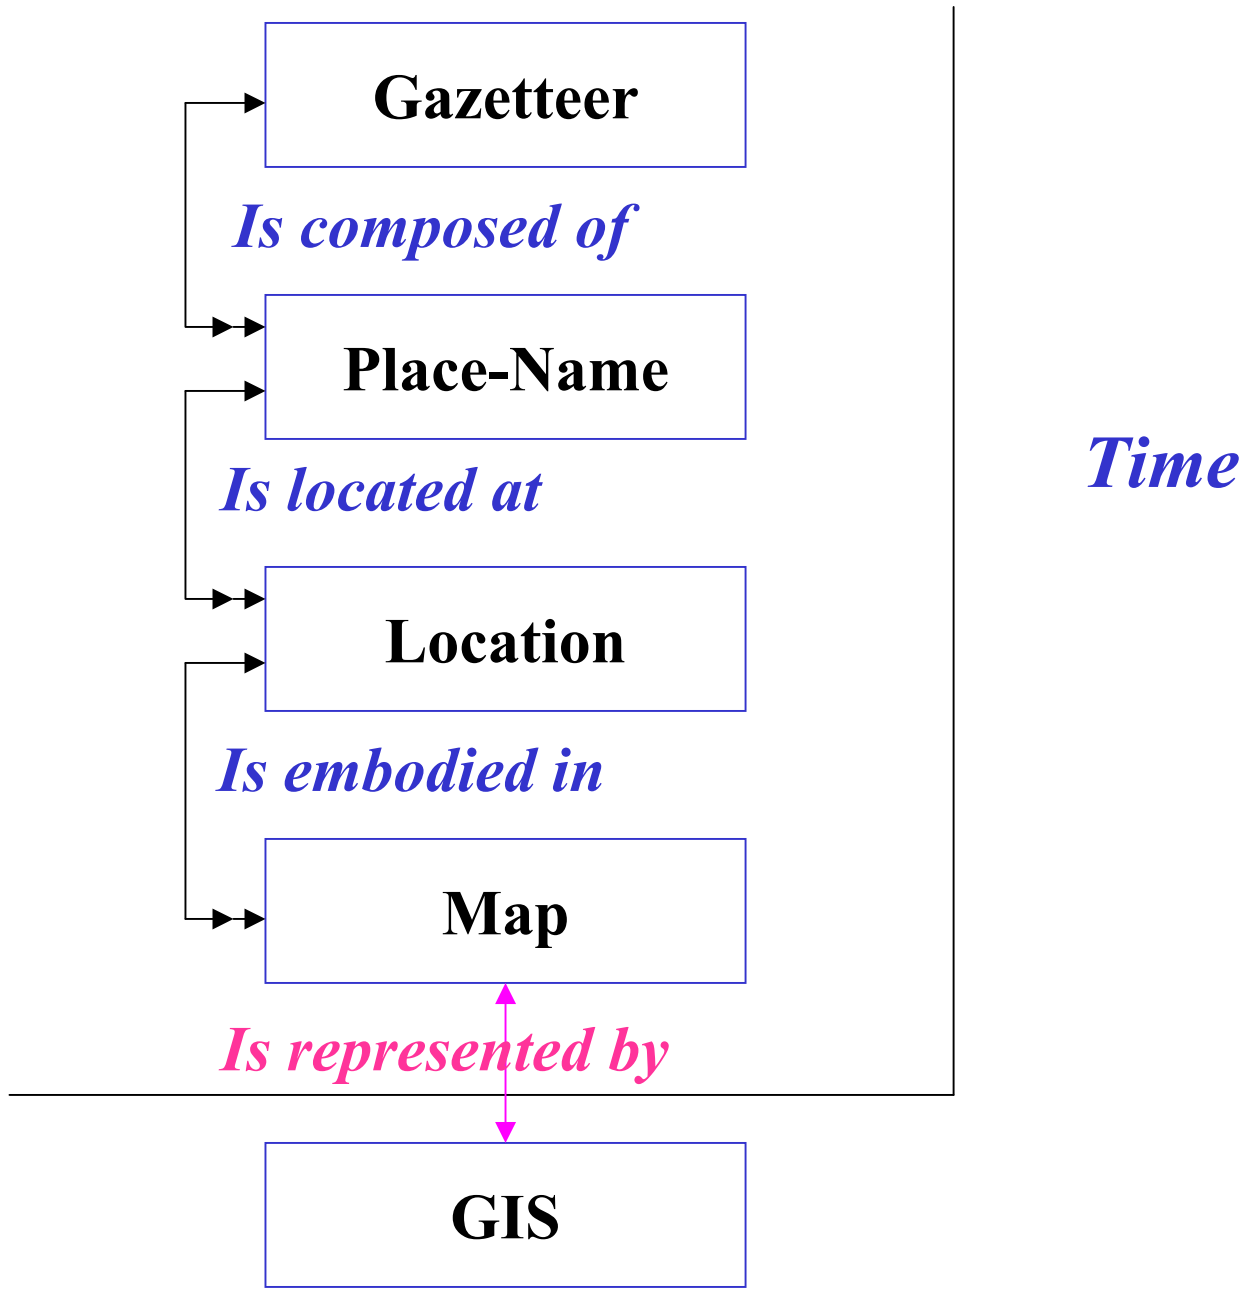 Gazetteer
Is composed of
Place-Name
Time
Is located at
Location
Is embodied in
Map
Is represented by
GIS